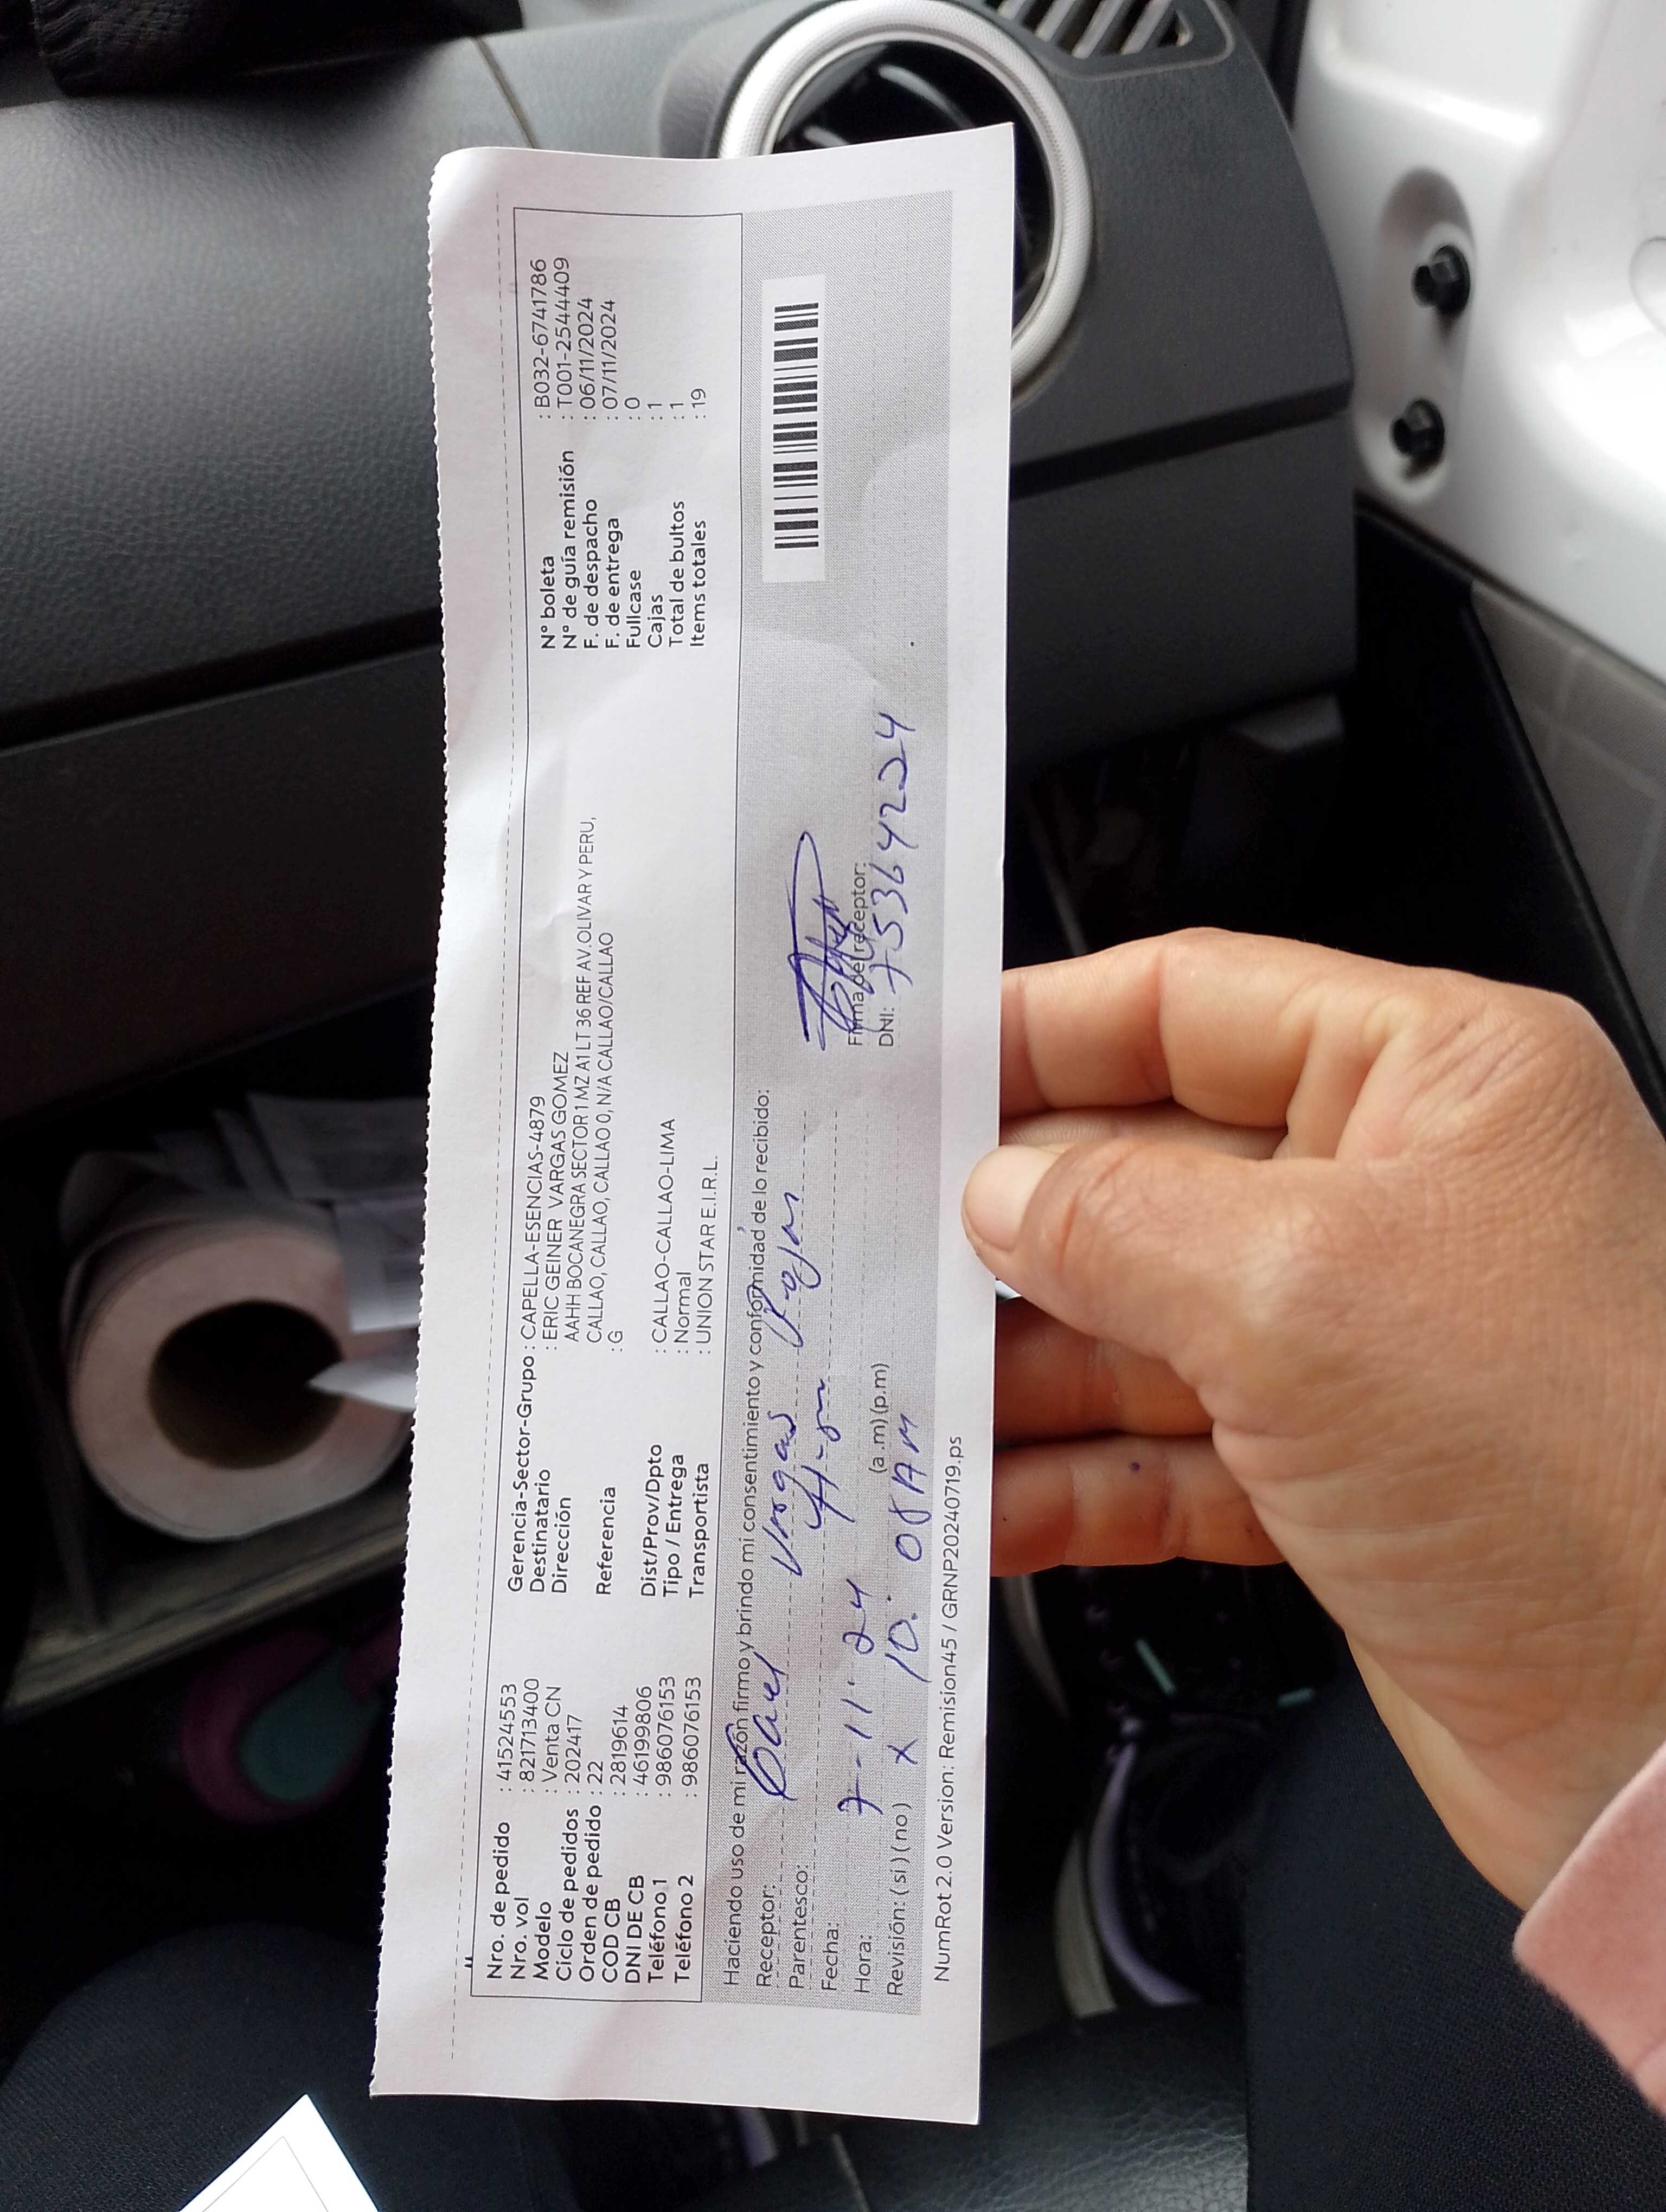 Nro. de pedido : 41524553
Nro. vol : 821713400
Modelo : Venta CN
Ciclo de pedidos : 202417
Orden de pedido : 22
COD CB : 2819614
DNI DE CB : 46199806
Teléfono 1 : 986076153
Teléfono 2 : 986076153
Gerencia-Sector-Grupo : CAPELLA-ESENCIAS-4879
Destinatario : ERIC GEINER VARGAS GOMEZ
Dirección AAHH BOCANEGRA SECTOR 1 MZ A1 LT 36 REF AV. OLIVAR Y PERU,
CALLAO, CALLAO, CALLAO 0, N/A CALLAO/CALLAO
Referencia : G
Dist/Prov/Dpto : CALLAO-CALLAO-LIMA
Tipo / Entrega : Normal
Transportista : UNION STAR E.I.R.L.
N° boleta : B032-6741786
N° de guía remisión : T001-2544409
F. de despacho : 06/11/2024
F. de entrega : 07/11/2024
Fullcase : 0
Cajas : 1
Total de bultos : 1
Items totales : 19
Haciendo uso de mi razón firmo y brindo mi consentimiento y conformidad de lo recibido:
Receptor: Vargas Rojas
Parentesco:
Fecha: 7-11-24
Hora: 10:08 AM (a.m) (p.m)
Revisión: ( si ) ( no ) x
Firma del receptor:
DNI: 75364224
NumRot 2.0 Version: Remision45 / GRNP20240719.ps